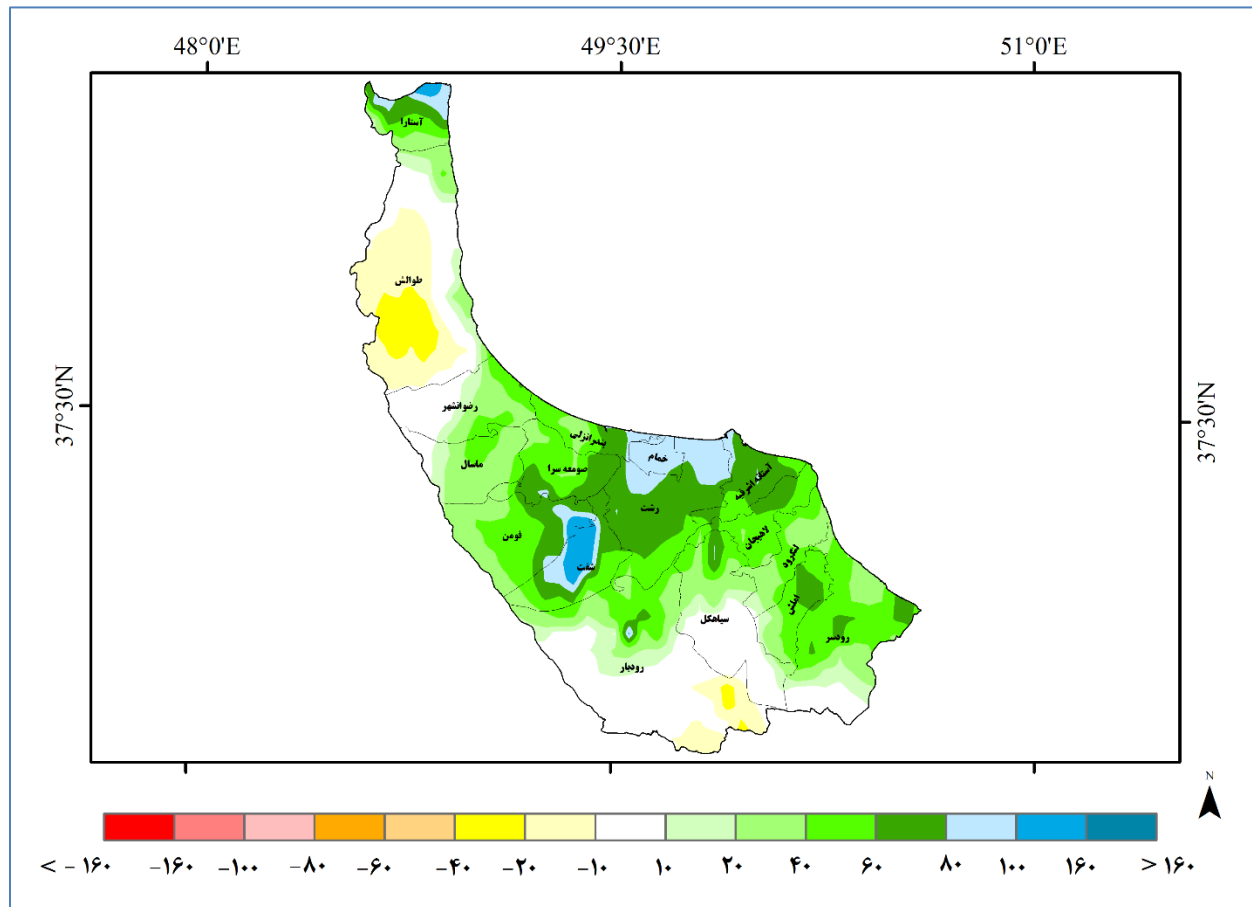 48°0'E 49°30'E 51°0'E
آستارا
طوالش
37°30'N 37°30'N
رضوانشهر
بندرانزلی
خمام
ماسال
صومعه سرا
آستانه اشرفیه
رشت
فومن
لاهیجان
لنگرود
شفت
املش
سیاهکل
رودسر
رودبار
N
< -۱۶۰ -۱۶۰ -۱۰۰ -۸۰ -۶۰ -۴۰ -۲۰ -۱۰ ۱۰ ۲۰ ۴۰ ۶۰ ۸۰ ۱۰۰ ۱۶۰ > ۱۶۰